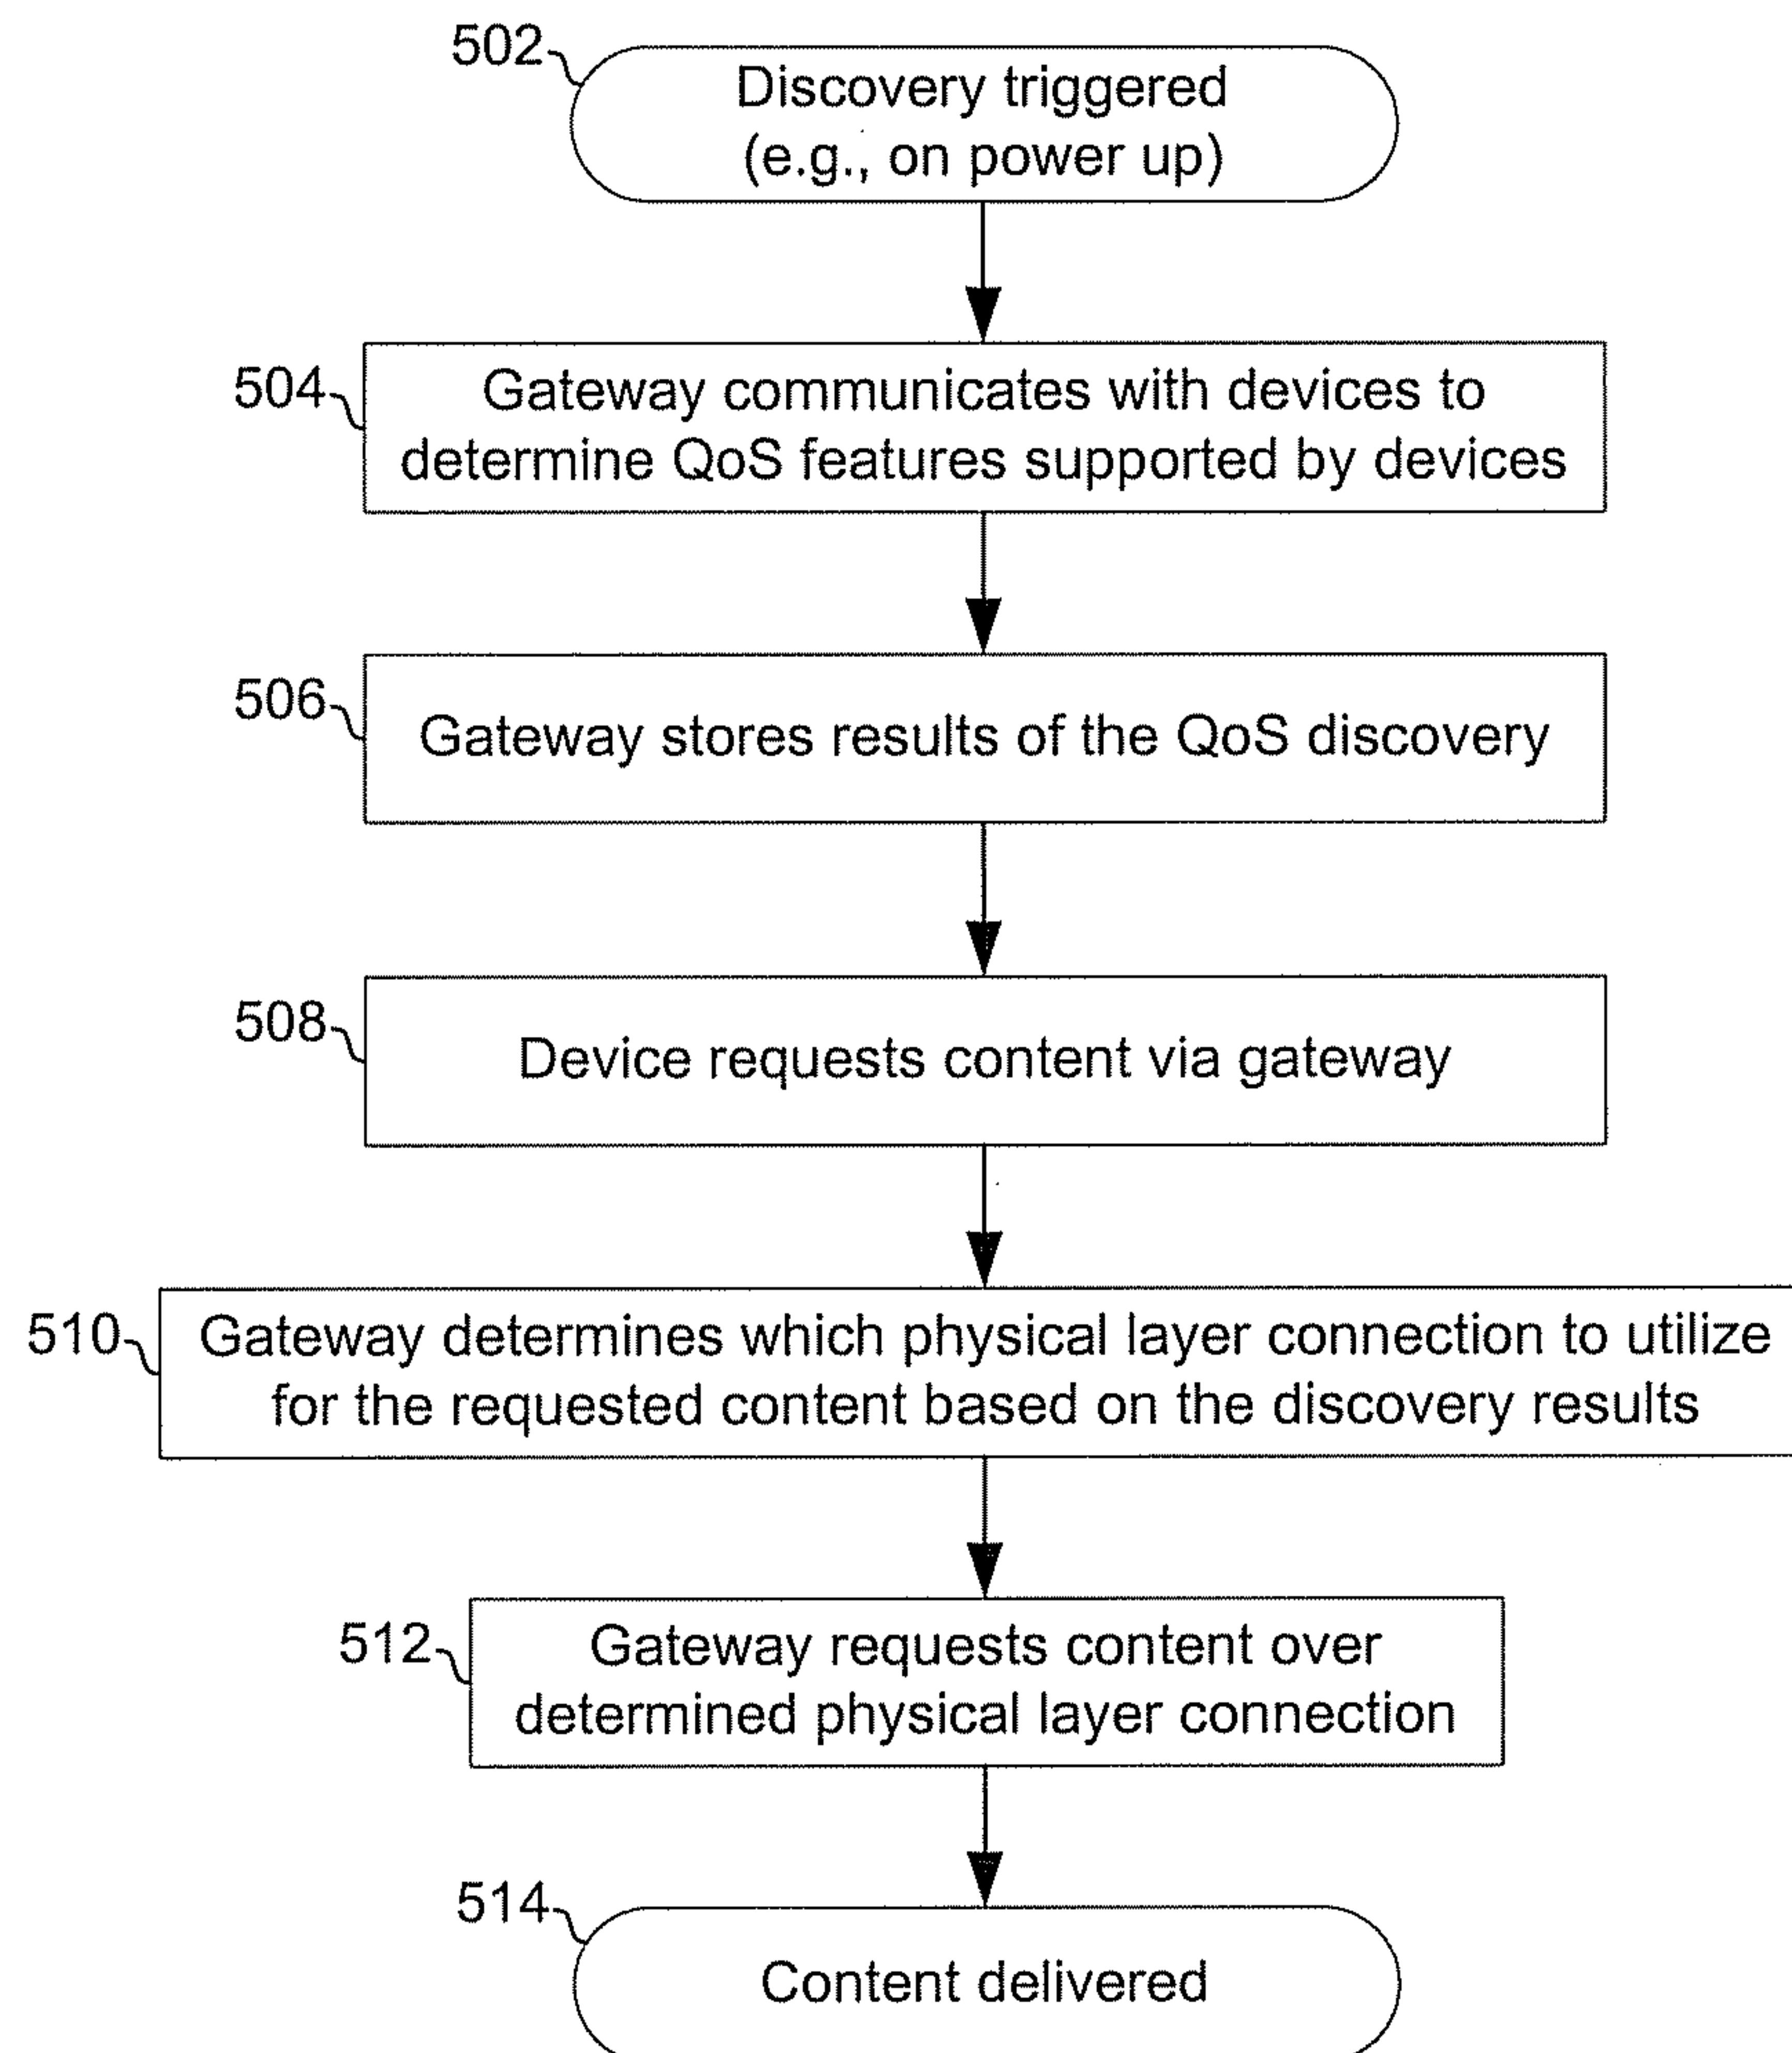 502
Discovery triggered
(e.g., on power up)
504
Gateway communicates with devices to
determine QoS features supported by devices
506
Gateway stores results of the QoS discovery
508
Device requests content via gateway
510
Gateway determines which physical layer connection to utilize
for the requested content based on the discovery results
512
Gateway requests content over
determined physical layer connection
514
Content delivered